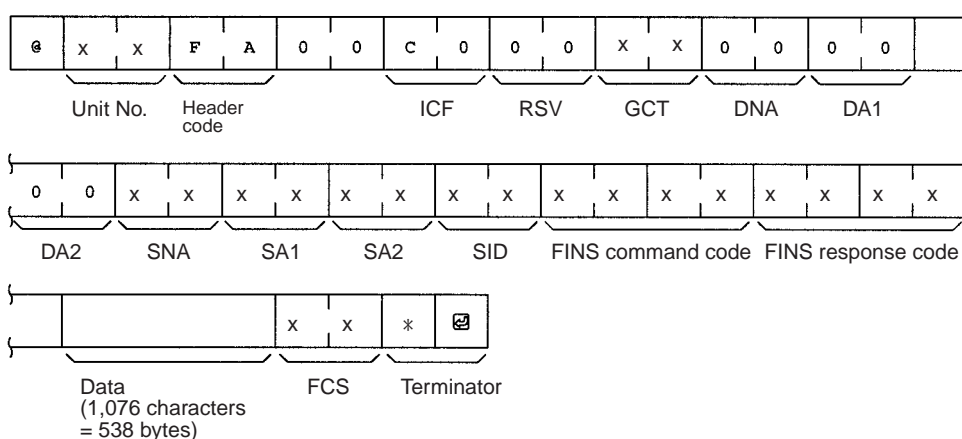 @ x x F A 0 0 C 0 0 0 x x 0 0 0 0
Unit No. Header code ICF RSV GCT DNA DA1
0 0 x x x x x x x x x x x x x x x x
DA2 SNA SA1 SA2 SID FINS command code FINS response code
x x * ↵
Data FCS Terminator
(1,076 characters
= 538 bytes)